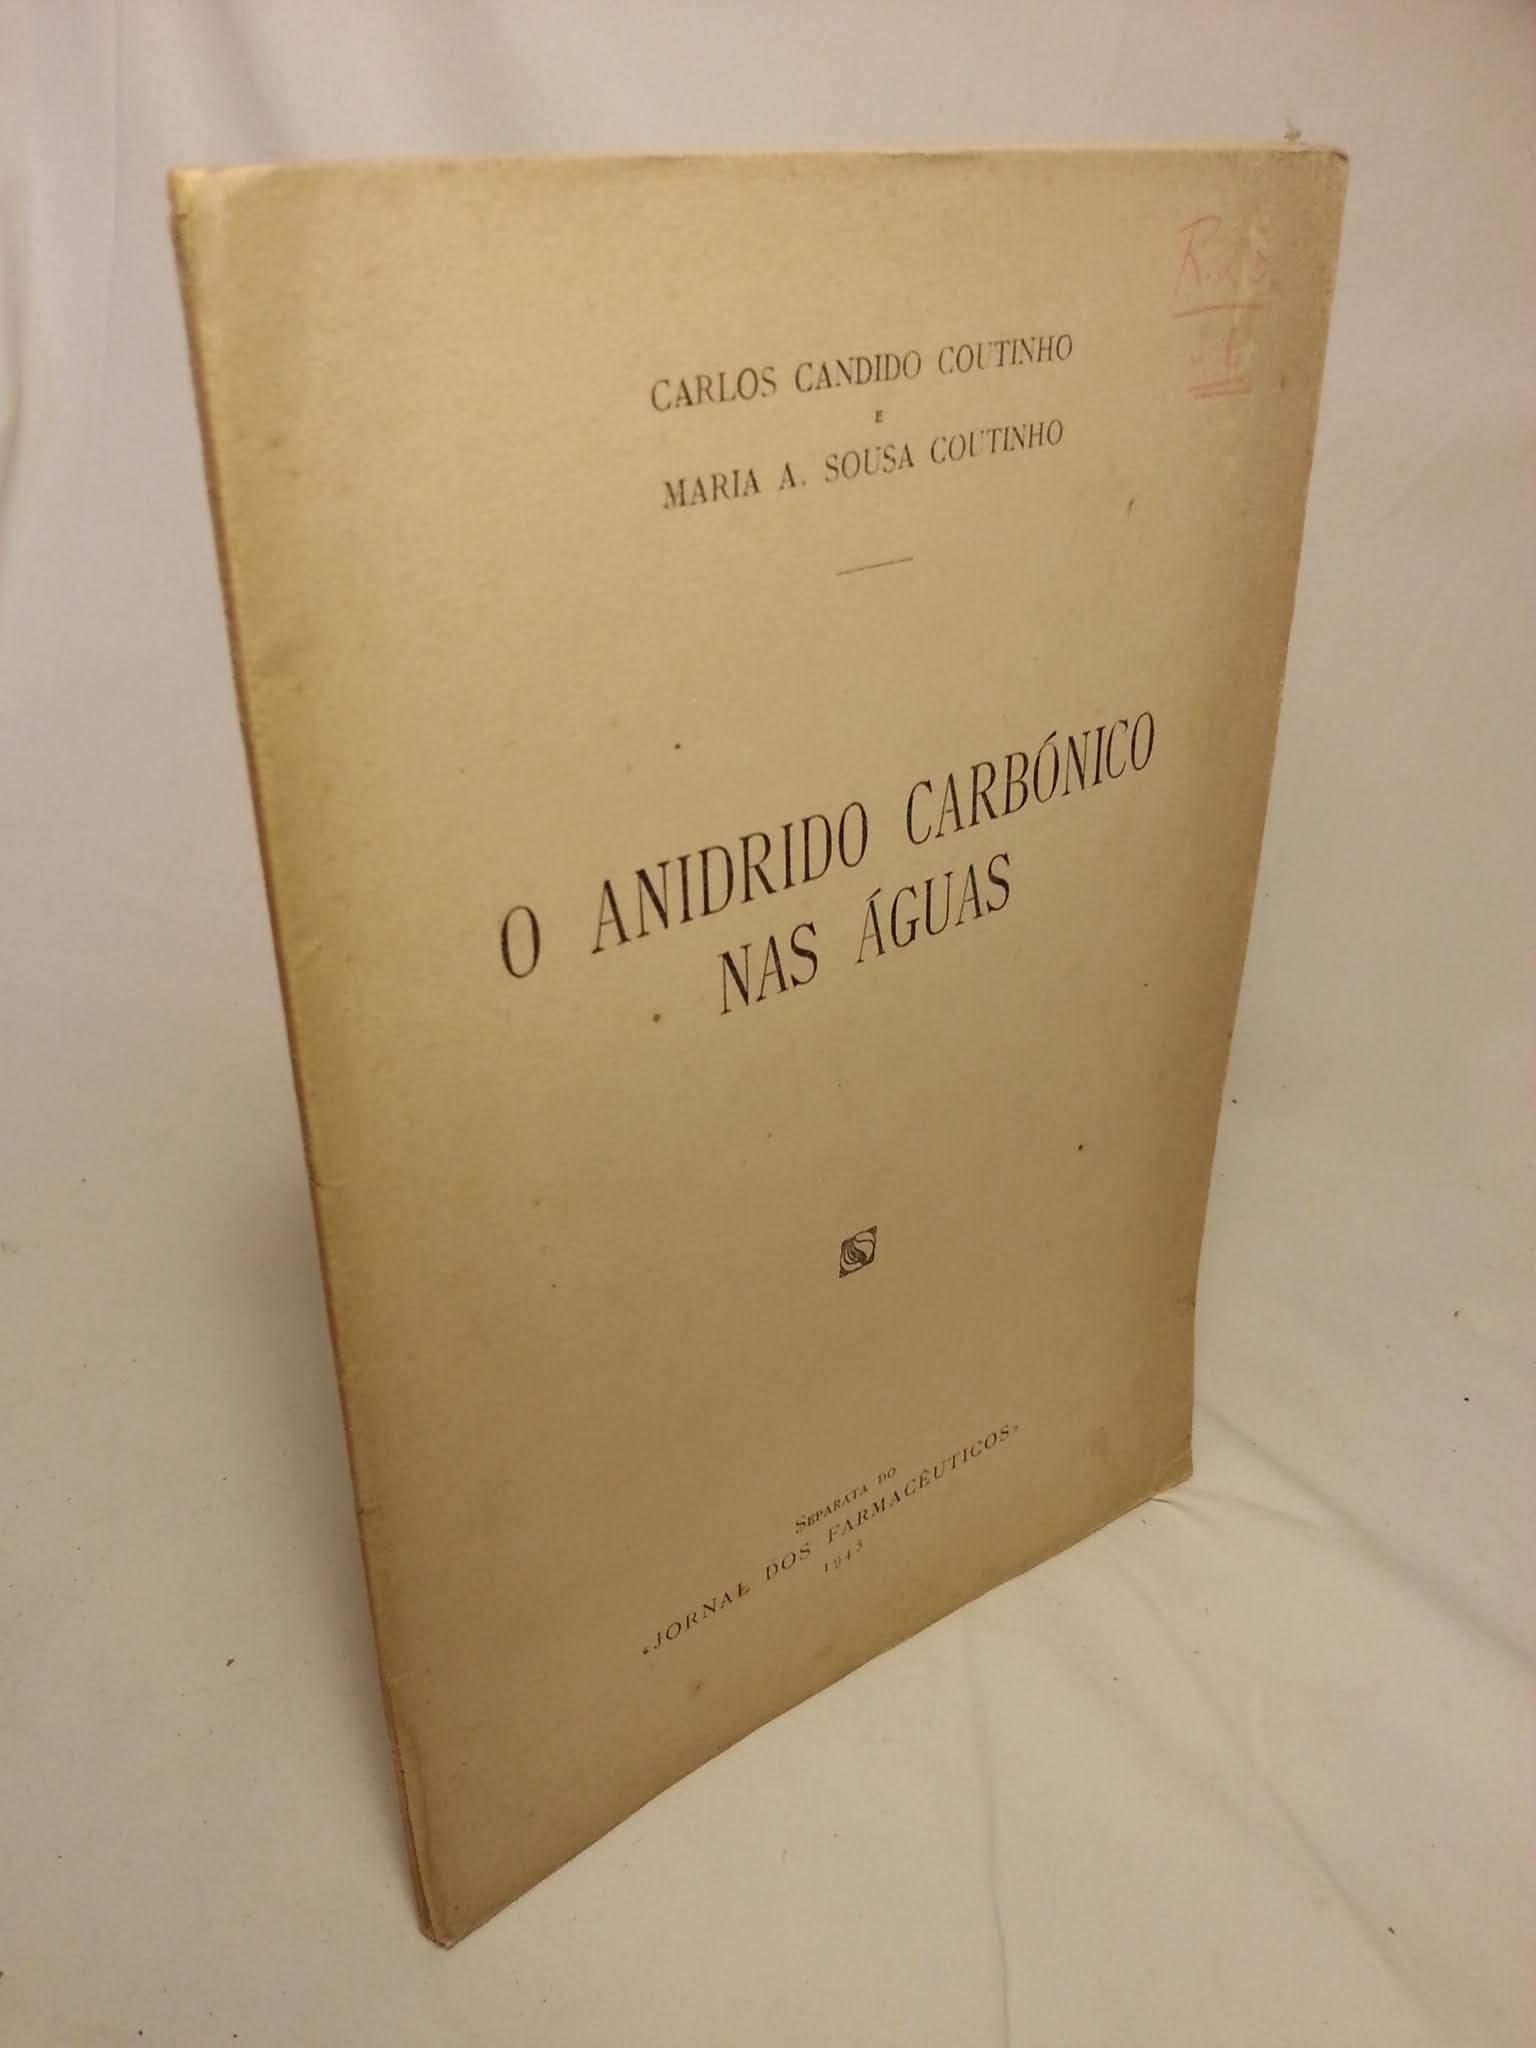 CARLOS CANDIDO COUTINHO
E
MARIA A. SOUSA COUTINHO
O ANIDRIDO CARBÓNICO
NAS ÁGUAS
SEPARATA DO
«JORNAL DOS FARMACÊUTICOS»